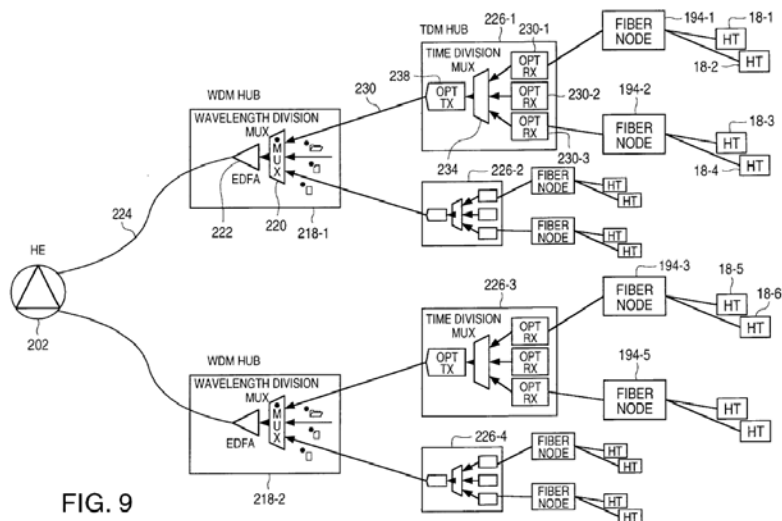 TDM HUB
226-1
230-1
194-1
18-1
TIME DIVISION
MUX
OPT
RX
FIBER
NODE
HT
238
OPT
TX
OPT
RX
230-2
18-2
HT
230
OPT
RX
194-2
18-3
WDM HUB
WAVELENGTH DIVISION
MUX
FIBER
NODE
HT
234
230-3
18-4
HT
MUX
EDFA
226-2
FIBER
NODE
HT
HT
224
222
220
218-1
FIBER
NODE
HT
HT
HE
202
226-3
194-3
18-5
18-6
TIME DIVISION
MUX
OPT
RX
FIBER
NODE
HT
HT
OPT
TX
OPT
RX
194-5
OPT
RX
FIBER
NODE
HT
HT
WDM HUB
WAVELENGTH DIVISION
MUX
MUX
EDFA
226-4
FIBER
NODE
HT
HT
218-2
FIBER
NODE
HT
HT
FIG. 9